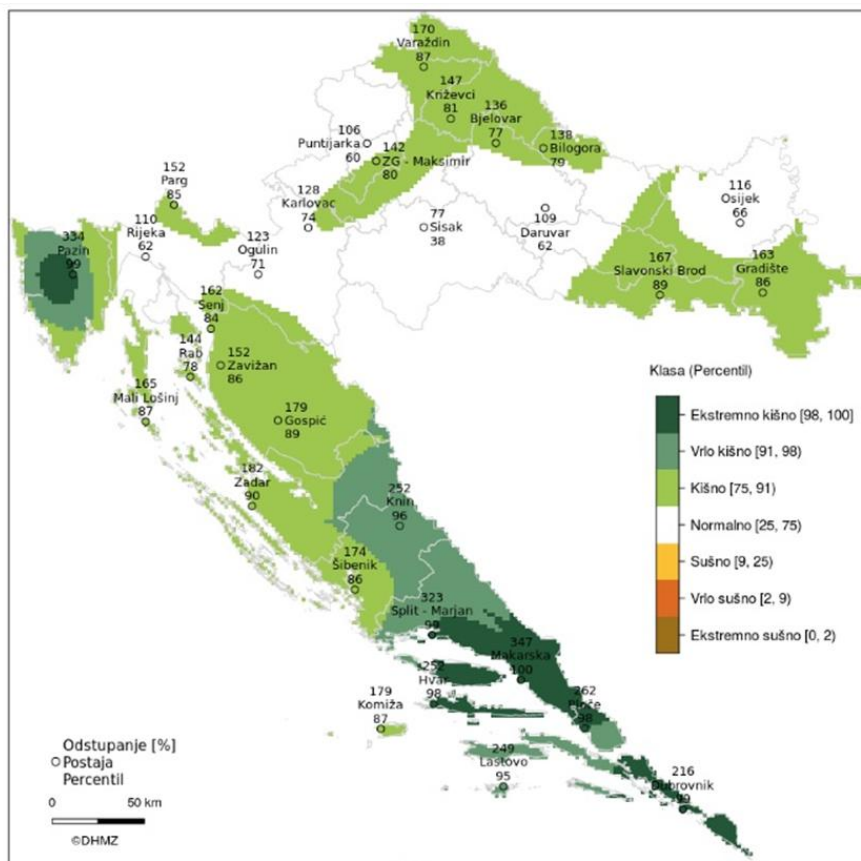 170
Varaždin
87
147
Križevci
81
136
Bjelovar
77
138
Bilogora
79
106
Puntijarka
60
142
ZG - Maksimir
80
152
Parg
85
128
Karlovac
74
77
Sisak
38
109
Daruvar
62
116
Osijek
66
110
Rijeka
62
123
Ogulin
71
334
Pazin
99
167
Slavonski Brod
89
163
Gradište
86
162
Senj
84
144
Rab
78
152
Zavižan
86
165
Mali Lošinj
87
179
Gospić
89
182
Zadar
90
252
Knin
96
174
Šibenik
86
323
Split - Marjan
99
347
Makarska
100
252
Hvar
98
262
Ploče
98
179
Komiža
87
249
Lastovo
95
216
Dubrovnik
99
Klasa (Percentil)
Ekstremno kišno [98, 100]
Vrlo kišno [91, 98)
Kišno [75, 91)
Normalno [25, 75)
Sušno [9, 25)
Vrlo sušno [2, 9)
Ekstremno sušno [0, 2)
Odstupanje [%]
Postaja
Percentil
0 50 km
©DHMZ